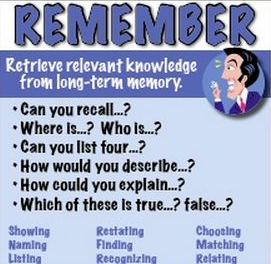 REMEMBER
Retrieve relevant knowledge
from long-term memory.
• Can you recall...?
• Where is...? Who is...?
• Can you list four...?
• How would you describe...?
• How could you explain...?
• Which of these is true...? false...?
Showing Restating Choosing
Naming Finding Matching
Listing Recognizing Relating